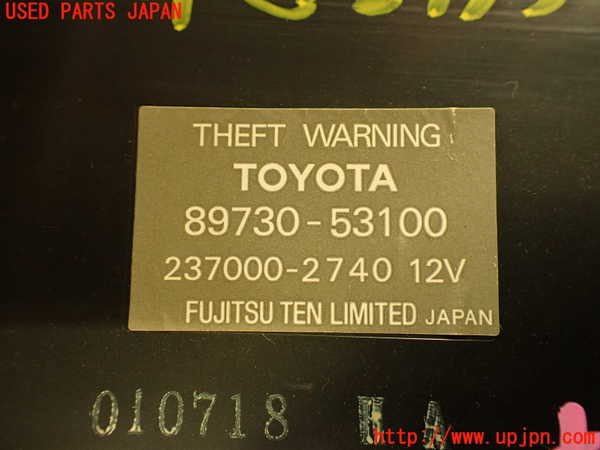 USED PARTS JAPAN
THEFT WARNING
TOYOTA
89730-53100
237000-2740 12V
FUJITSU TEN LIMITED JAPAN
010718
http://www.upjpn.com/